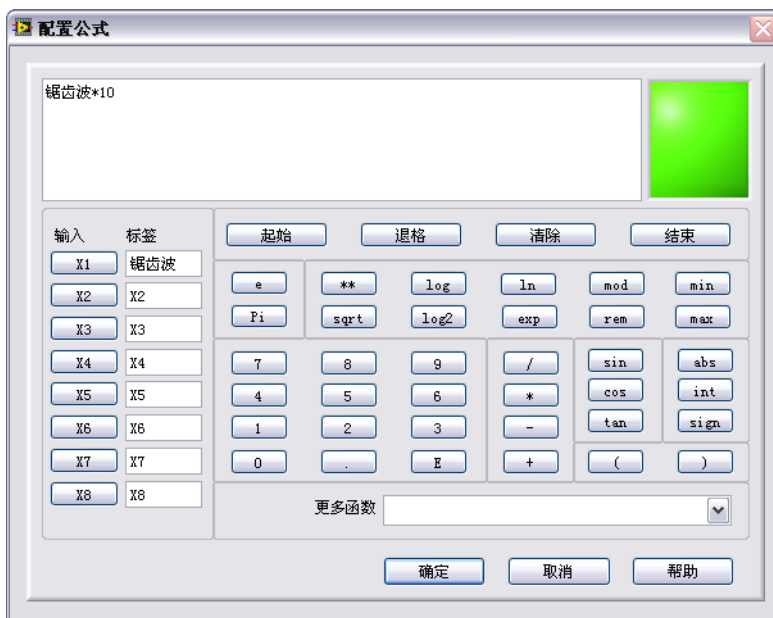 配置公式
锯齿波*10
输入 标签 起始 退格 清除 结束
X1 锯齿波 e ** log ln mod min
X2 X2 Pi sqrt log2 exp rem max
X3 X3
X4 X4 7 8 9 / sin abs
X5 X5 4 5 6 * cos int
X6 X6 1 2 3 - tan sign
X7 X7 0 . E + ( )
X8 X8
更多函数
确定 取消 帮助